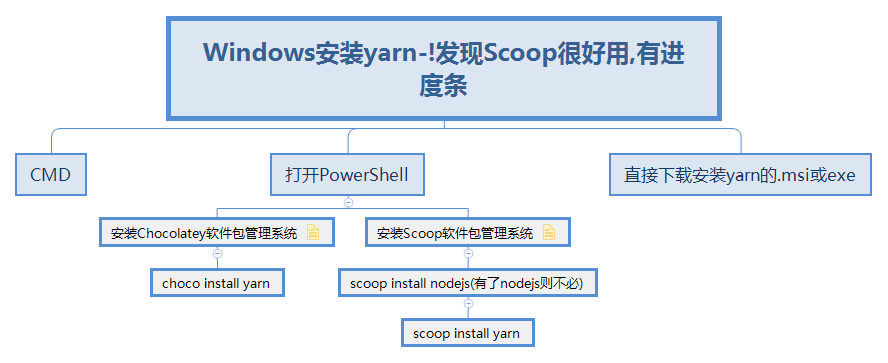 Windows安装yarn-!发现Scoop很好用,有进
度条
CMD
打开PowerShell
直接下载安装yarn的.msi或exe
安装Chocolatey软件包管理系统
安装Scoop软件包管理系统
choco install yarn
scoop install nodejs(有了nodejs则不必)
scoop install yarn